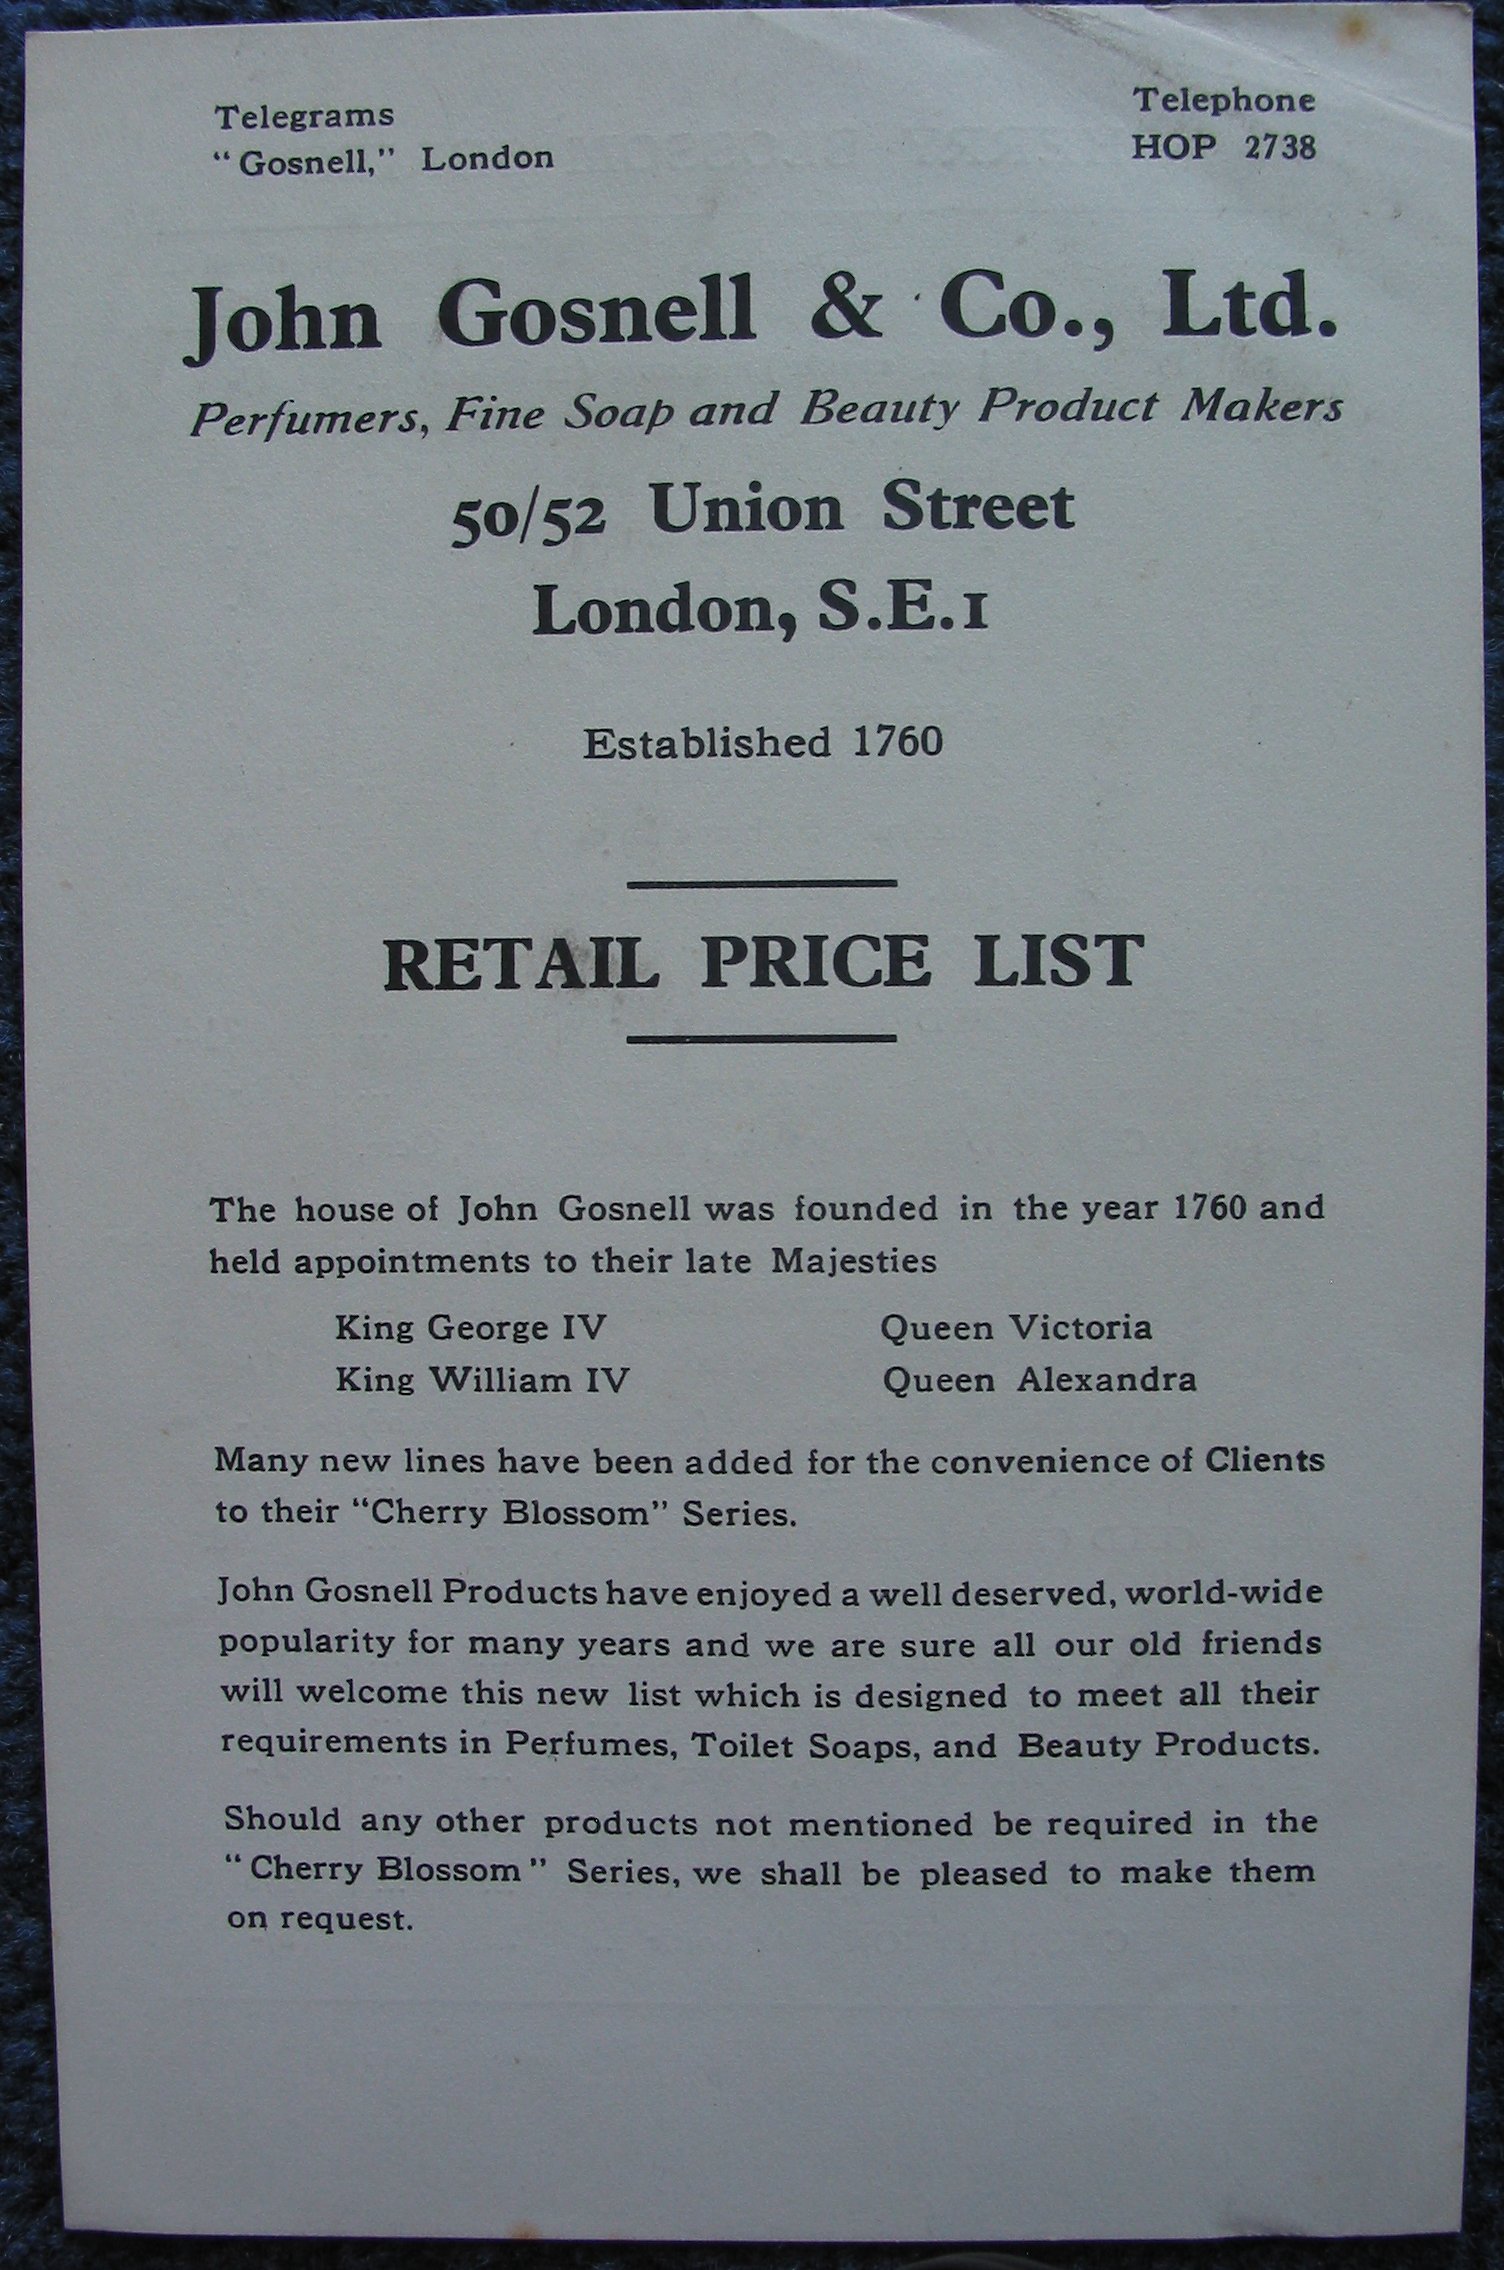 Telegrams
"Gosnell," London
Telephone
HOP 2738
John Gosnell & Co., Ltd.
Perfumers, Fine Soap and Beauty Product Makers
50/52 Union Street
London, S.E.1
Established 1760
RETAIL PRICE LIST
The house of John Gosnell was founded in the year 1760 and
held appointments to their late Majesties
King George IV Queen Victoria
King William IV Queen Alexandra
Many new lines have been added for the convenience of Clients
to their "Cherry Blossom" Series.
John Gosnell Products have enjoyed a well deserved, world-wide
popularity for many years and we are sure all our old friends
will welcome this new list which is designed to meet all their
requirements in Perfumes, Toilet Soaps, and Beauty Products.
Should any other products not mentioned be required in the
"Cherry Blossom" Series, we shall be pleased to make them
on request.